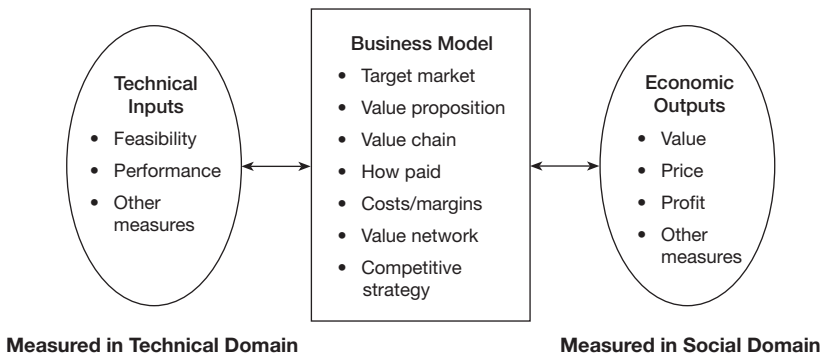 Technical
Inputs
• Feasibility
• Performance
• Other
measures
Business Model
• Target market
• Value proposition
• Value chain
• How paid
• Costs/margins
• Value network
• Competitive
strategy
Economic
Outputs
• Value
• Price
• Profit
• Other
measures
Measured in Technical Domain
Measured in Social Domain